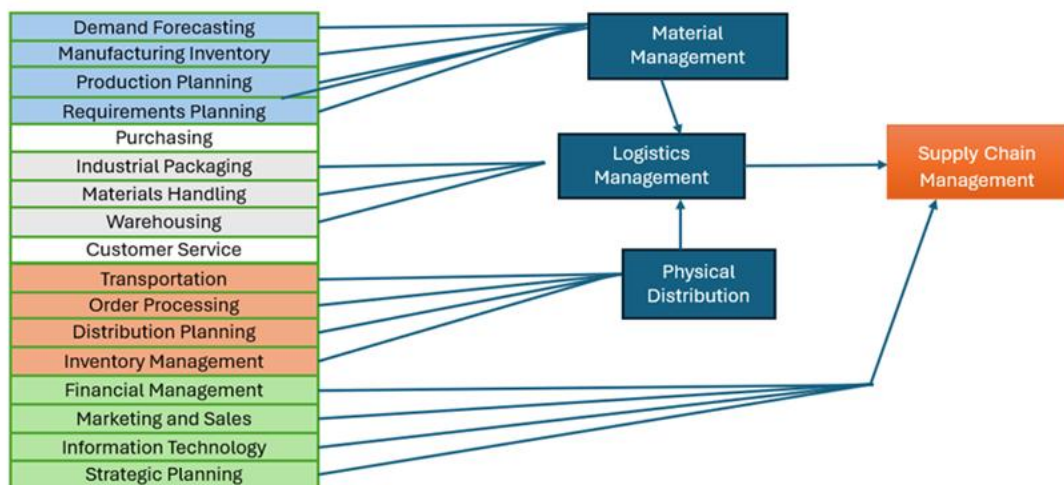 Demand Forecasting
Manufacturing Inventory
Production Planning
Requirements Planning
Purchasing
Industrial Packaging
Materials Handling
Warehousing
Customer Service
Transportation
Order Processing
Distribution Planning
Inventory Management
Financial Management
Marketing and Sales
Information Technology
Strategic Planning
Material
Management
Logistics
Management
Physical
Distribution
Supply Chain
Management